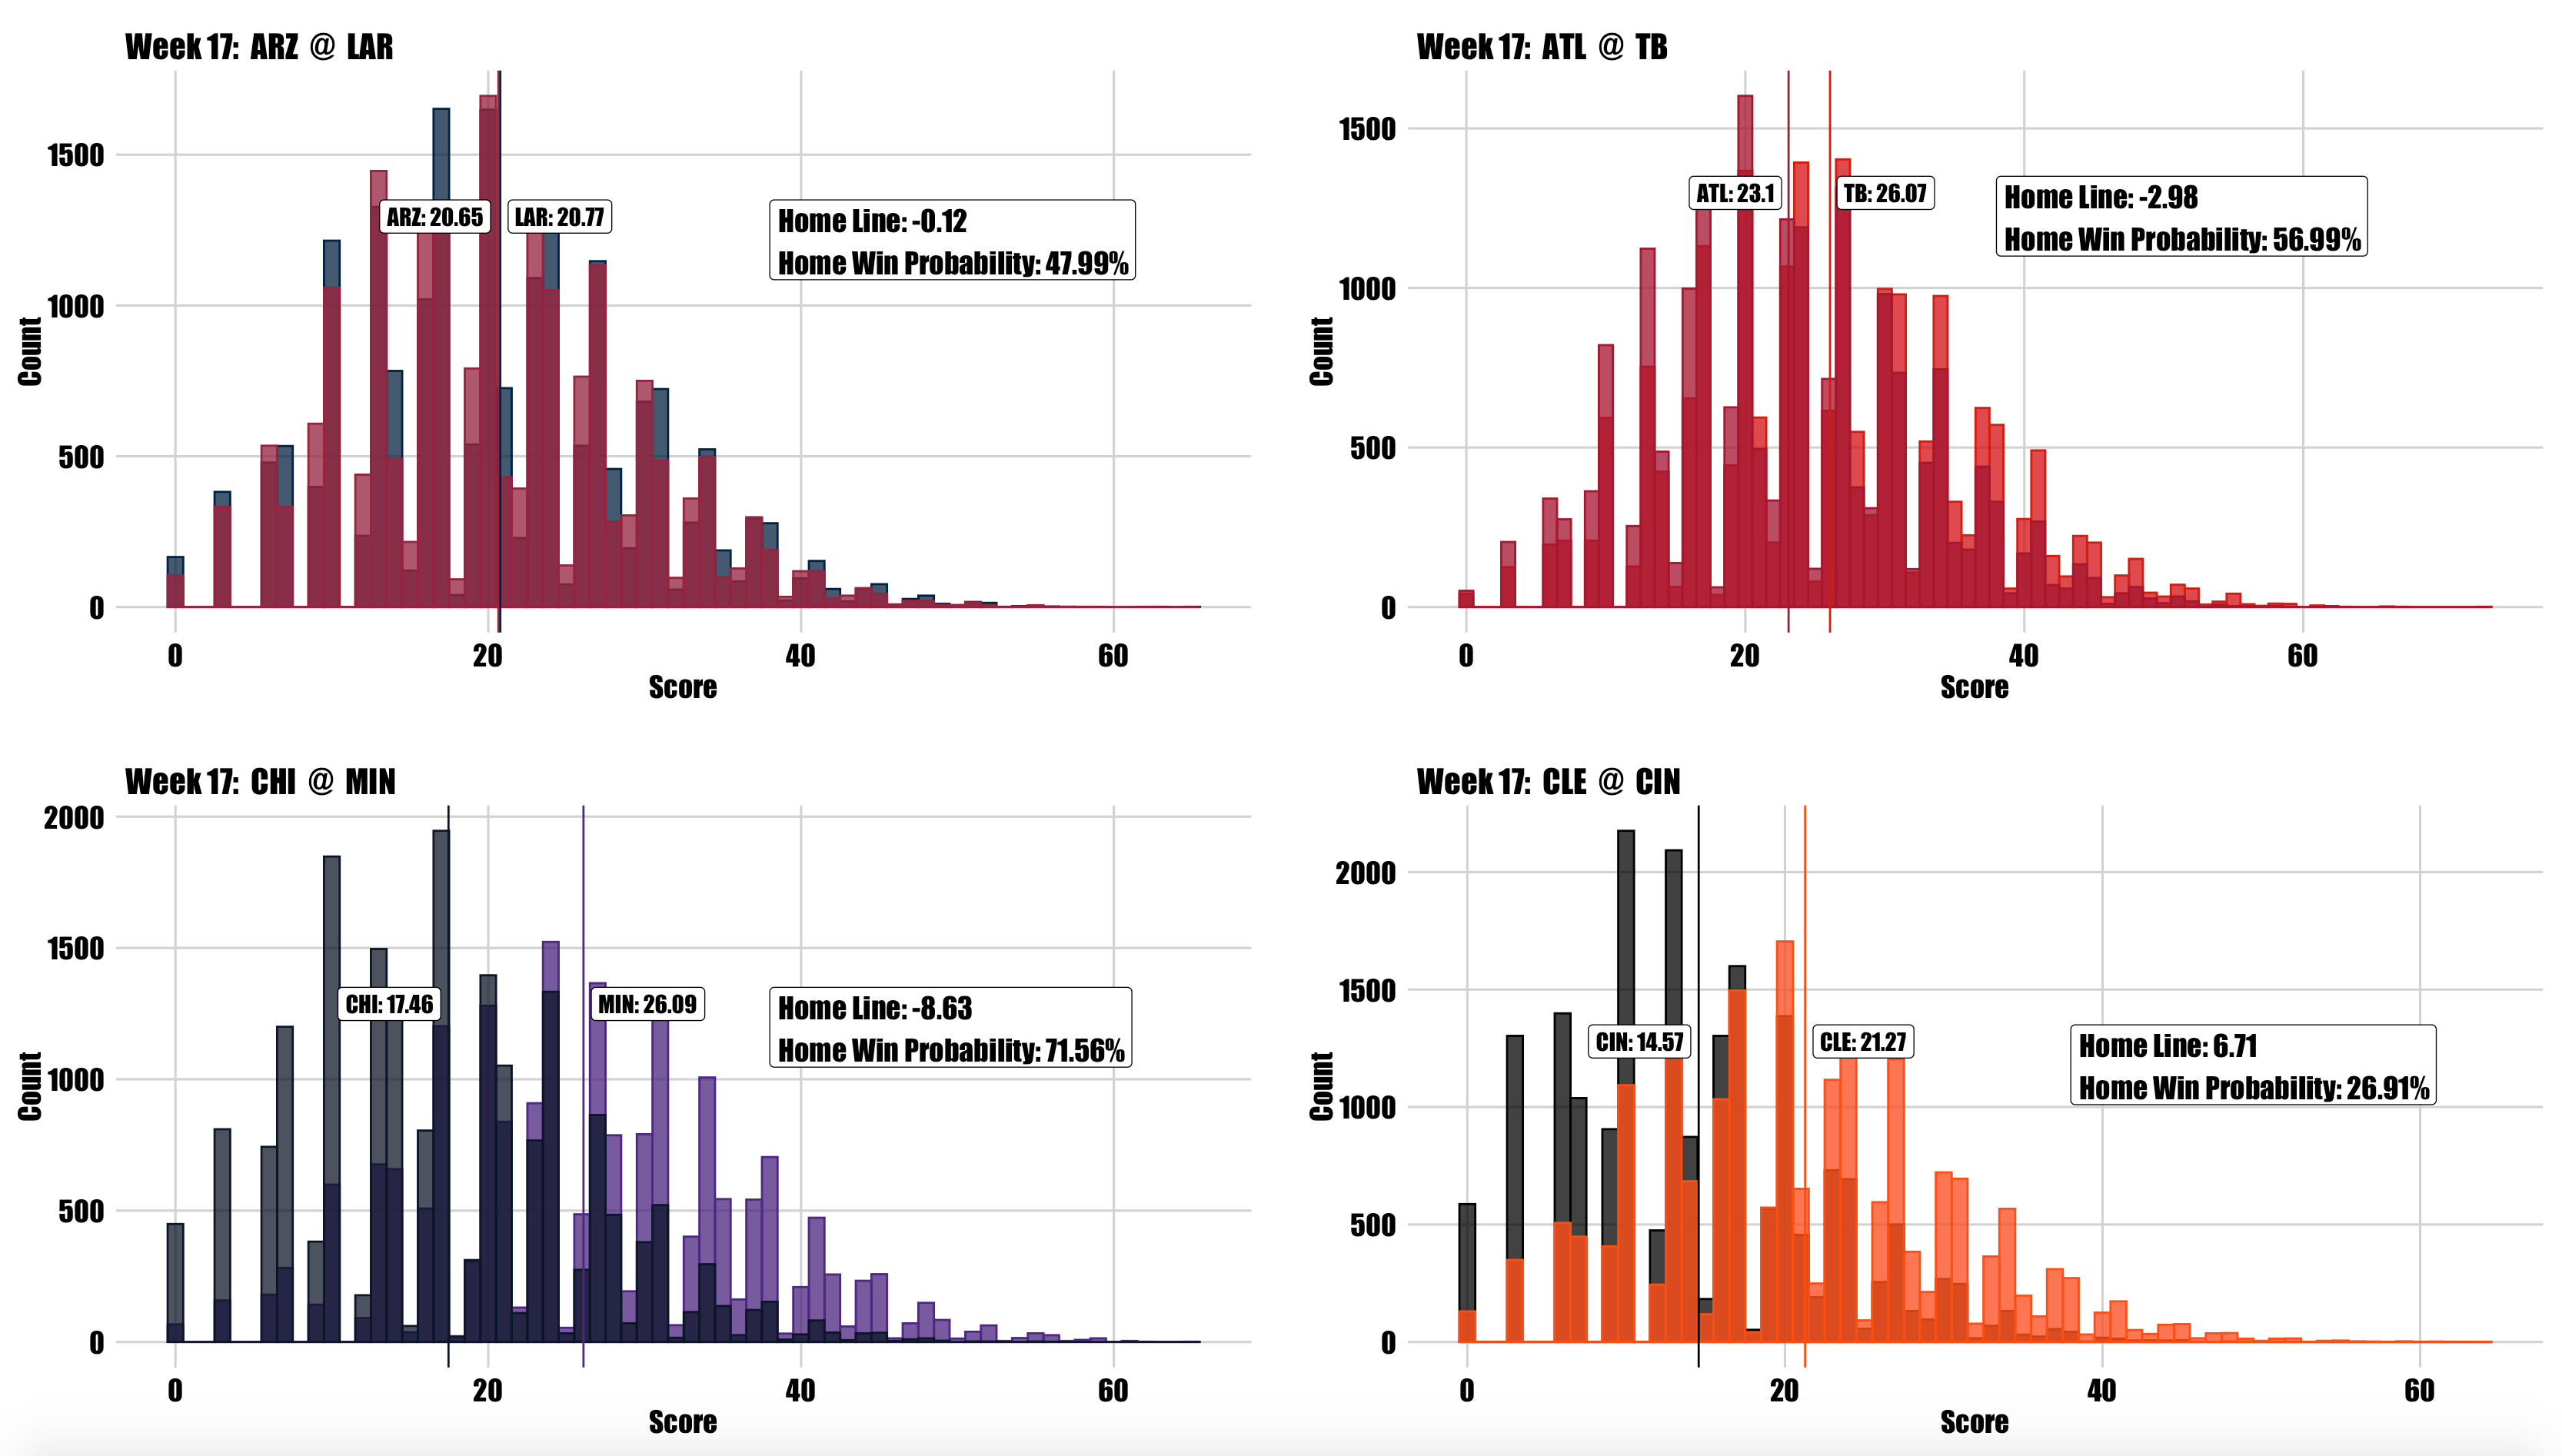 Week 17: ARZ @ LAR
1500
1000
500
0
Count
ARZ: 20.65
LAR: 20.77
Home Line: -0.12
Home Win Probability: 47.99%
0 20 40 60
Score
Week 17: ATL @ TB
1500
1000
500
0
Count
ATL: 23.1
TB: 26.07
Home Line: -2.98
Home Win Probability: 56.99%
0 20 40 60
Score
Week 17: CHI @ MIN
2000
1500
1000
500
0
Count
CHI: 17.46
MIN: 26.09
Home Line: -8.63
Home Win Probability: 71.56%
0 20 40 60
Score
Week 17: CLE @ CIN
2000
1500
1000
500
0
Count
CIN: 14.57
CLE: 21.27
Home Line: 6.71
Home Win Probability: 26.91%
0 20 40 60
Score